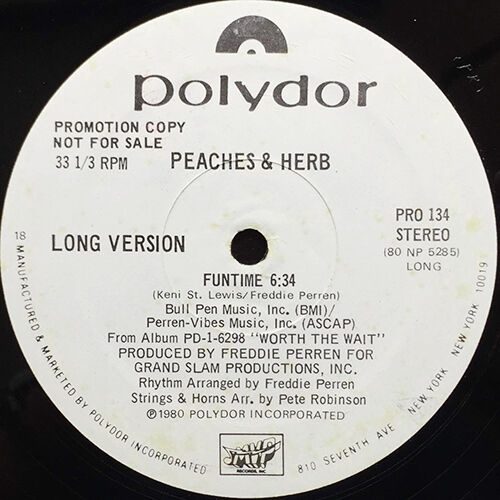 polydor
PROMOTION COPY
NOT FOR SALE
33 1/3 RPM
PEACHES & HERB
PRO 134
STEREO
(80 NP 5285)
LONG
LONG VERSION
FUNTIME 6:34
(Keni St. Lewis/Freddie Perren)
Bull Pen Music, Inc. (BMI)/
Perren-Vibes Music, Inc. (ASCAP)
From Album PD-1-6298 "WORTH THE WAIT"
PRODUCED BY FREDDIE PERREN FOR
GRAND SLAM PRODUCTIONS, INC.
Rhythm Arranged by Freddie Perren
Strings & Horns Arr. by Pete Robinson
Ⓟ1980 POLYDOR INCORPORATED
18 MANUFACTURED & MARKETED BY POLYDOR INCORPORATED
MVP
RECORDS, INC
810 SEVENTH AVE NEW YORK, NEW YORK 10019